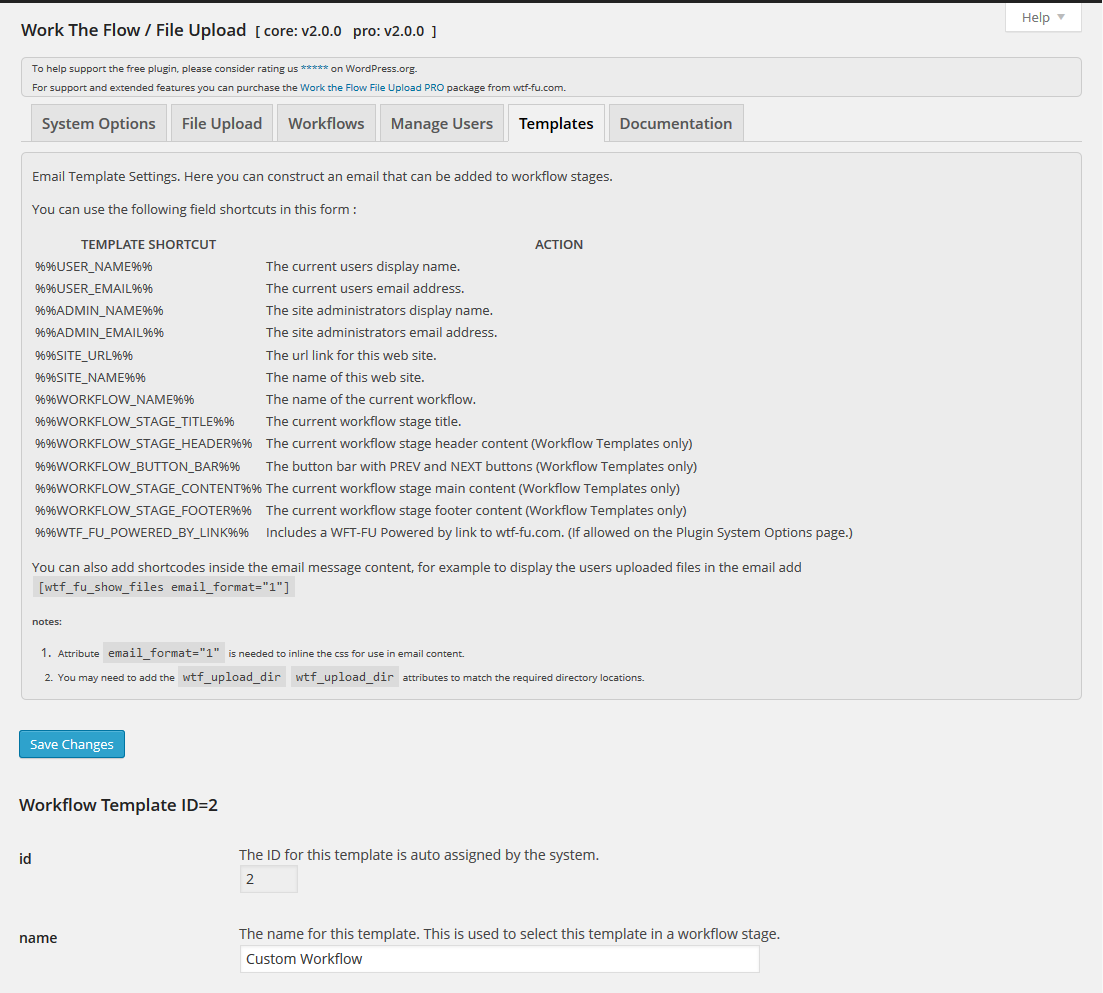 Help
Work The Flow / File Upload [ core: v2.0.0 pro: v2.0.0 ]
To help support the free plugin, please consider rating us ***** on WordPress.org.
For support and extended features you can purchase the Work the Flow File Upload PRO package from wtf-fu.com.
System Options File Upload Workflows Manage Users Templates Documentation
Email Template Settings. Here you can construct an email that can be added to workflow stages.
You can use the following field shortcuts in this form :
TEMPLATE SHORTCUT ACTION
%%USER_NAME%% The current users display name.
%%USER_EMAIL%% The current users email address.
%%ADMIN_NAME%% The site administrators display name.
%%ADMIN_EMAIL%% The site administrators email address.
%%SITE_URL%% The url link for this web site.
%%SITE_NAME%% The name of this web site.
%%WORKFLOW_NAME%% The name of the current workflow.
%%WORKFLOW_STAGE_TITLE%% The current workflow stage title.
%%WORKFLOW_STAGE_HEADER%% The current workflow stage header content (Workflow Templates only)
%%WORKFLOW_BUTTON_BAR%% The button bar with PREV and NEXT buttons (Workflow Templates only)
%%WORKFLOW_STAGE_CONTENT%% The current workflow stage main content (Workflow Templates only)
%%WORKFLOW_STAGE_FOOTER%% The current workflow stage footer content (Workflow Templates only)
%%WTF_FU_POWERED_BY_LINK%% Includes a WFT-FU Powered by link to wtf-fu.com. (If allowed on the Plugin System Options page.)
You can also add shortcodes inside the email message content, for example to display the users uploaded files in the email add
[wtf_fu_show_files email_format="1"]
notes:
1. Attribute email_format="1" is needed to inline the css for use in email content.
2. You may need to add the wtf_upload_dir wtf_upload_dir attributes to match the required directory locations.
Save Changes
Workflow Template ID=2
id The ID for this template is auto assigned by the system.
2
name The name for this template. This is used to select this template in a workflow stage.
Custom Workflow